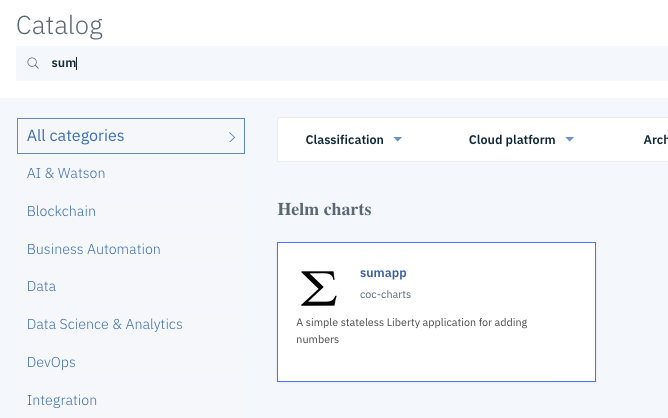 Catalog
sum
All categories
AI & Watson
Blockchain
Business Automation
Data
Data Science & Analytics
DevOps
Integration
Classification
Cloud platform
Arch
Helm charts
Σ
sumapp
coc-charts
A simple stateless Liberty application for adding
numbers